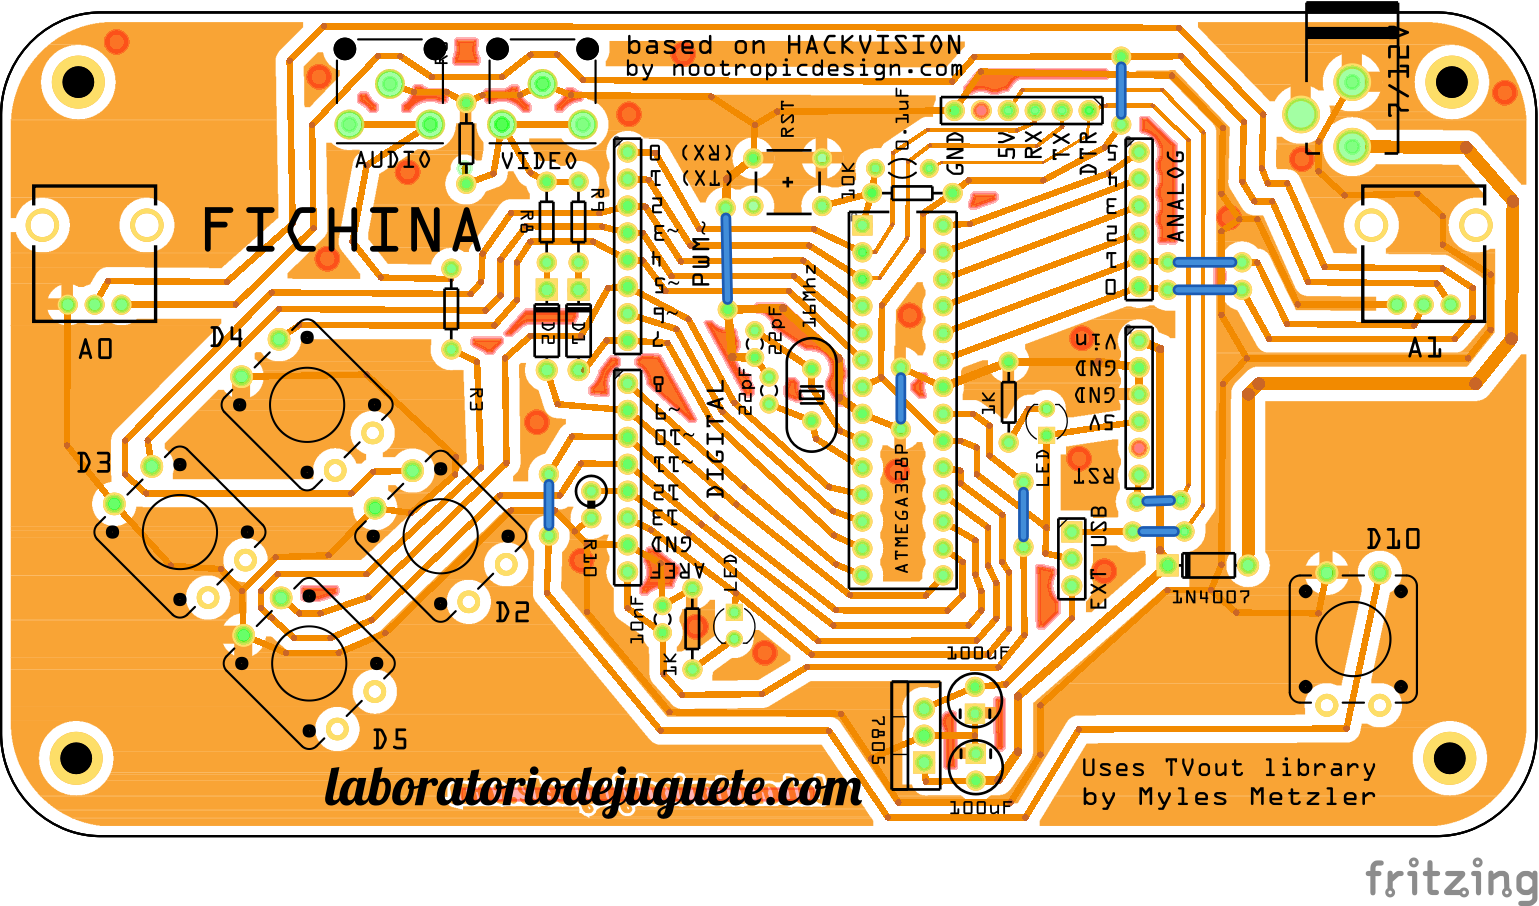 based on HACKVISION
by nootropicdesign.com
7/12V
AUDIO
VIDEO
RST
0.1uF
10K
GND
5V
RX
TX
DTR
ANALOG
5
4
3
2
1
0
FICHINA
R8
R9
0
1
2
3~
4
5~
6~
7
(RX)
(TX)
PWM~
16Mhz
22pF
22pF
A0
D4
D2
D1
R3
8
9~
10~
11~
12
13
GND
AREF
DIGITAL
ATMEGA328P
1K
LED
Vin
GND
GND
5V
RST
A1
D3
R10
LED
USB
EXT
D10
1N4007
D2
10nF
1K
100uF
7805
D5
100uF
laboratoriodejuguete.com
Uses TVout library
by Myles Metzler
fritzing